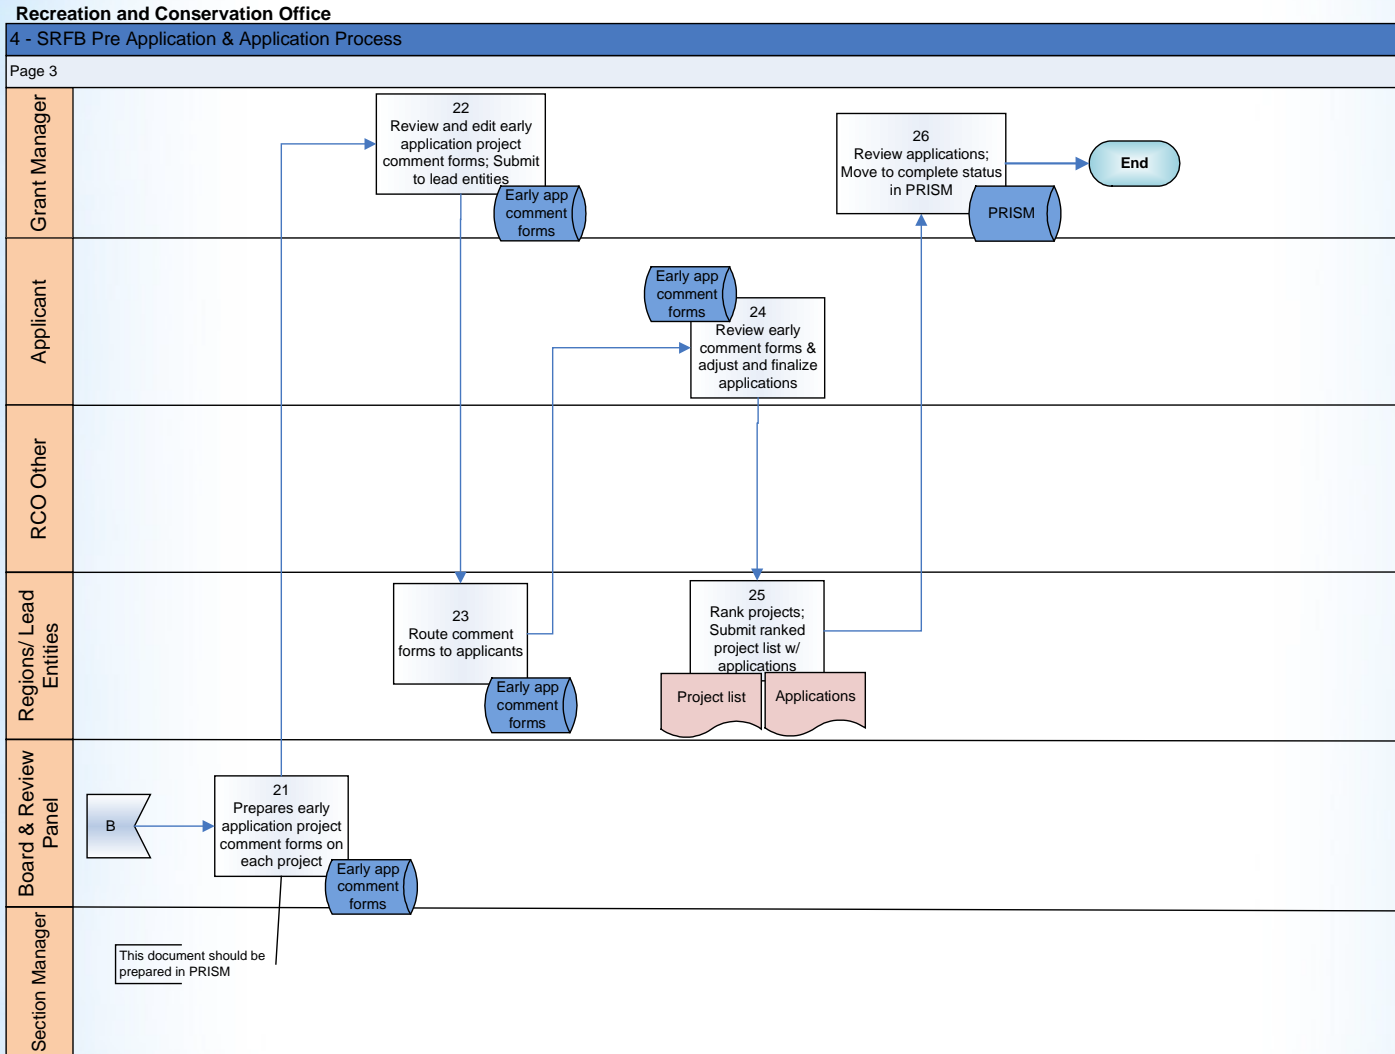 Recreation and Conservation Office
4 - SRFB Pre Application & Application Process
Page 3
Grant Manager
22
Review and edit early
application project
comment forms; Submit
to lead entities
Early app
comment
forms
26
Review applications;
Move to complete status
in PRISM
PRISM
End
Applicant
Early app
comment
forms
24
Review early
comment forms &
adjust and finalize
applications
RCO Other
Regions/ Lead
Entities
23
Route comment
forms to applicants
Early app
comment
forms
25
Rank projects;
Submit ranked
project list w/
applications
Project list
Applications
Board & Review
Panel
B
21
Prepares early
application project
comment forms on
each project
Early app
comment
forms
Section Manager
This document should be
prepared in PRISM